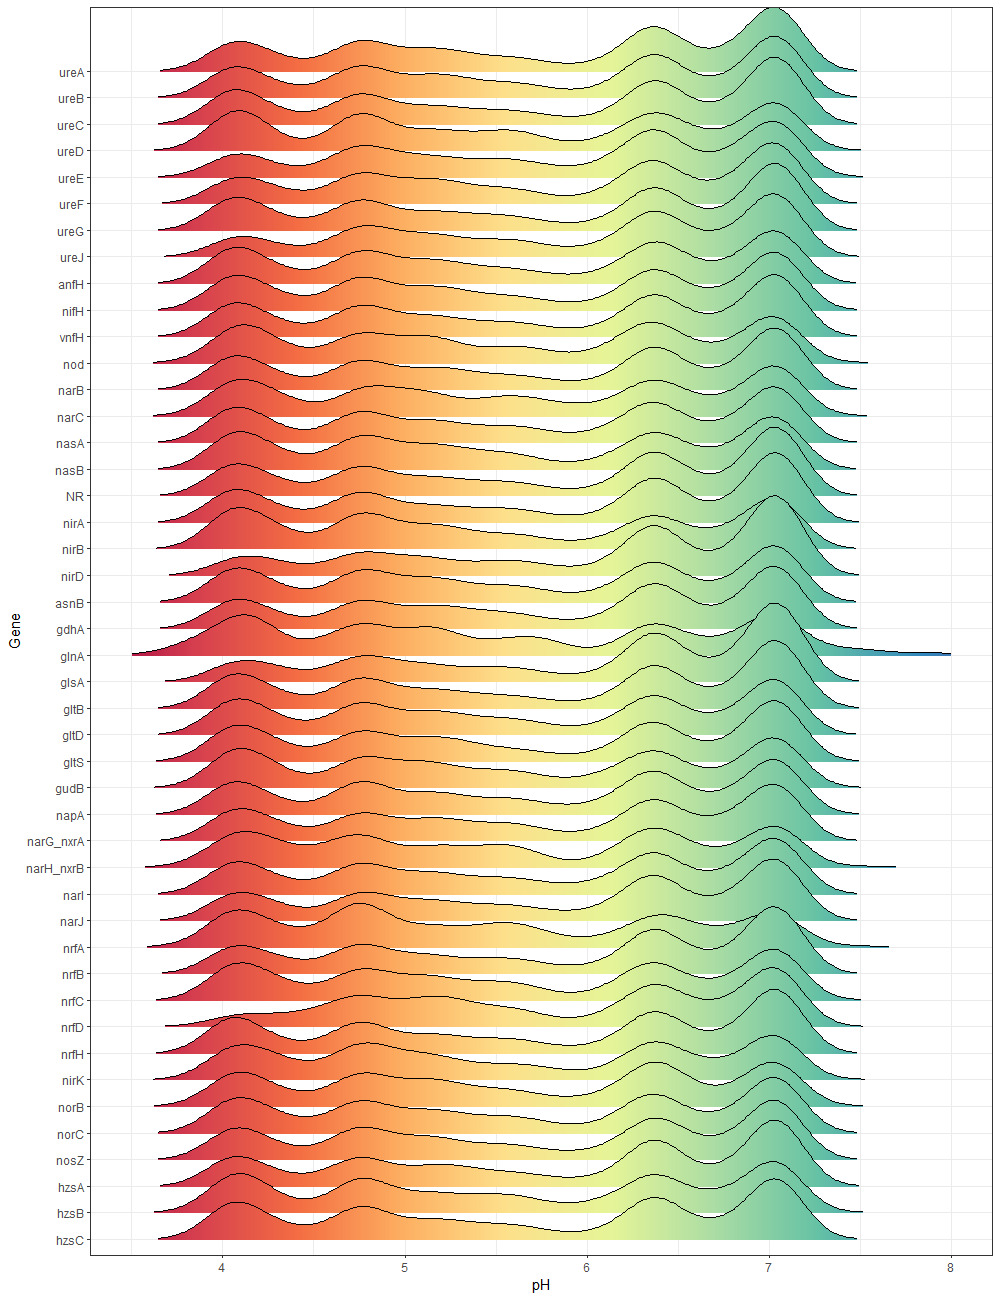 ureA
ureB
ureC
ureD
ureE
ureF
ureG
ureJ
anfH
nifH
vnfH
nod
narB
narC
nasA
nasB
NR
nirA
nirB
nirD
asnB
gdhA
glnA
glsA
gltB
gltD
gltS
gudB
napA
narG_nxrA
narH_nxrB
narI
narJ
nrfA
nrfB
nrfC
nrfD
nrfH
nirK
norB
norC
nosZ
hzsA
hzsB
hzsC
Gene
4 5 6 7 8
pH